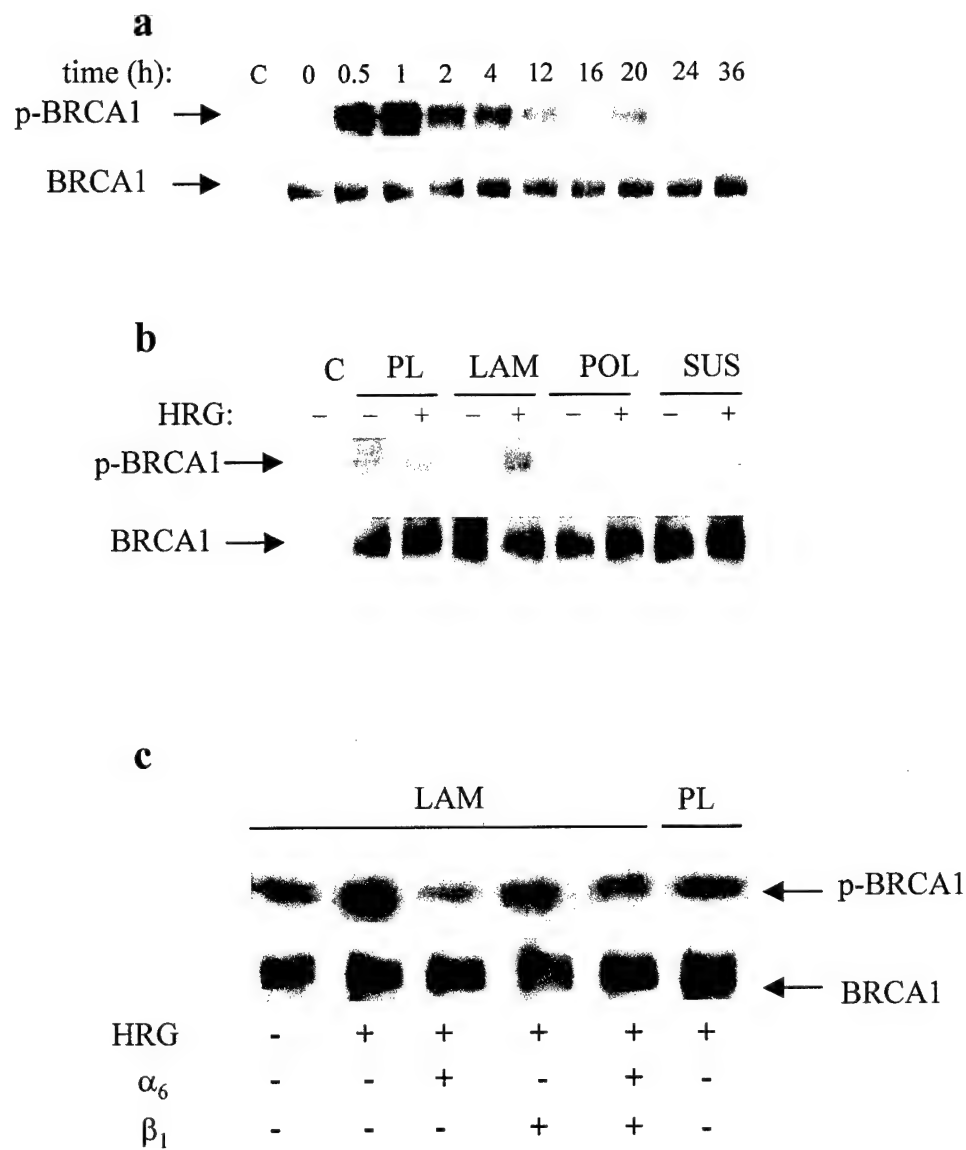 a
time (h): C 0 0.5 1 2 4 12 16 20 24 36
p-BRCA1
BRCA1
b
C PL LAM POL SUS
HRG: – – + – + – + – +
p-BRCA1
BRCA1
c
LAM PL
p-BRCA1
BRCA1
HRG - + + + + +
α₆ - - + - + -
β₁ - - - + + -